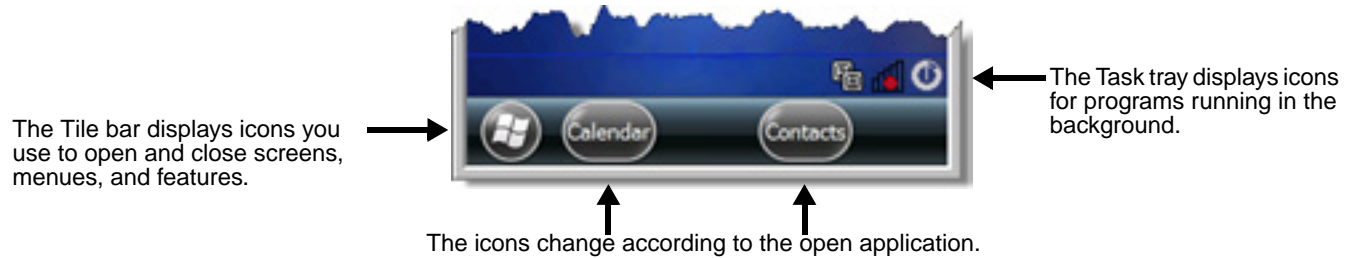 The Tile bar displays icons you
use to open and close screens,
menues, and features.
Calendar
Contacts
The Task tray displays icons
for programs running in the
background.
The icons change according to the open application.